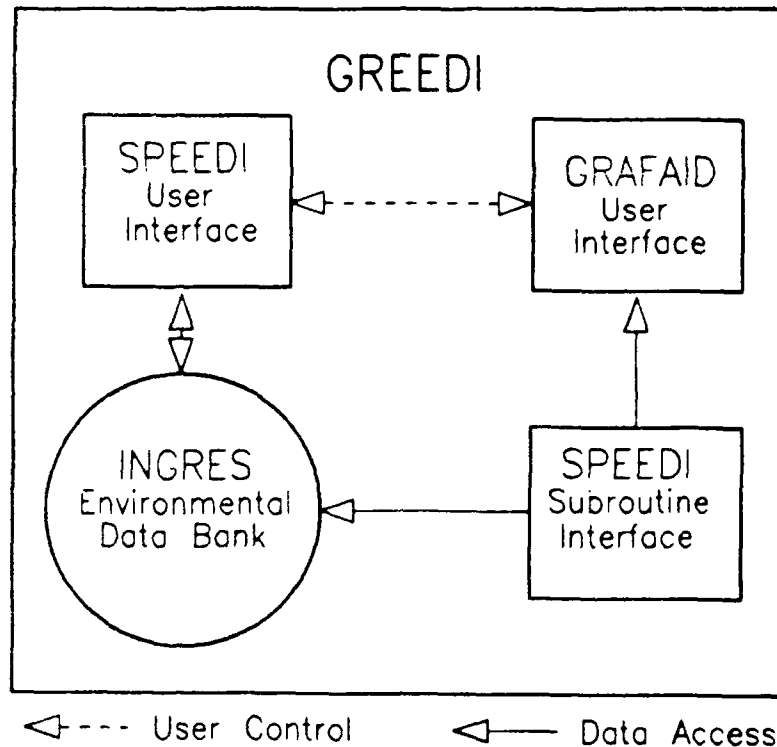 GREEDI
SPEEDI
User
Interface
GRAFAID
User
Interface
INGRES
Environmental
Data Bank
SPEEDI
Subroutine
Interface
User Control
Data Access